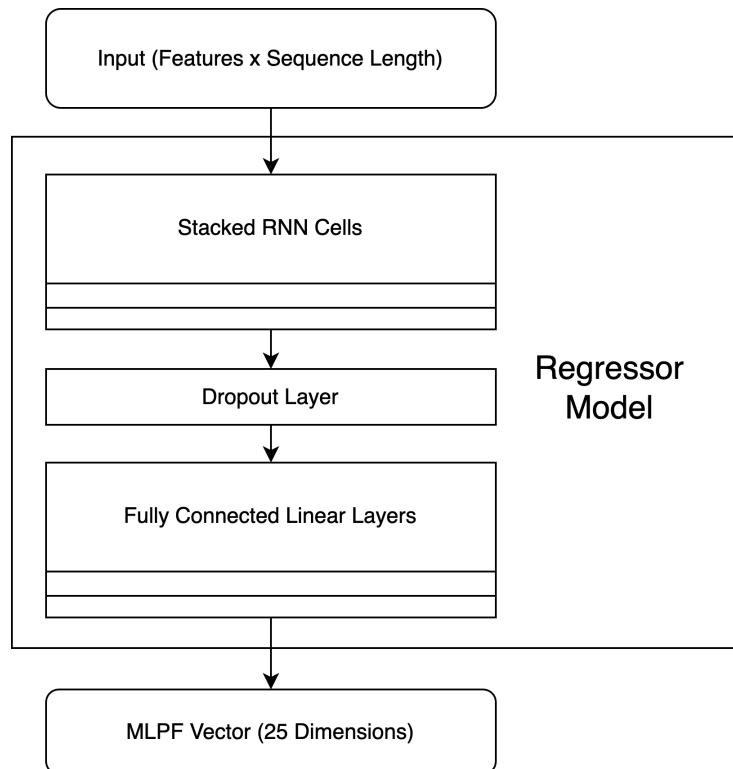 Input (Features x Sequence Length)
Stacked RNN Cells
Dropout Layer
Regressor
Model
Fully Connected Linear Layers
MLPF Vector (25 Dimensions)